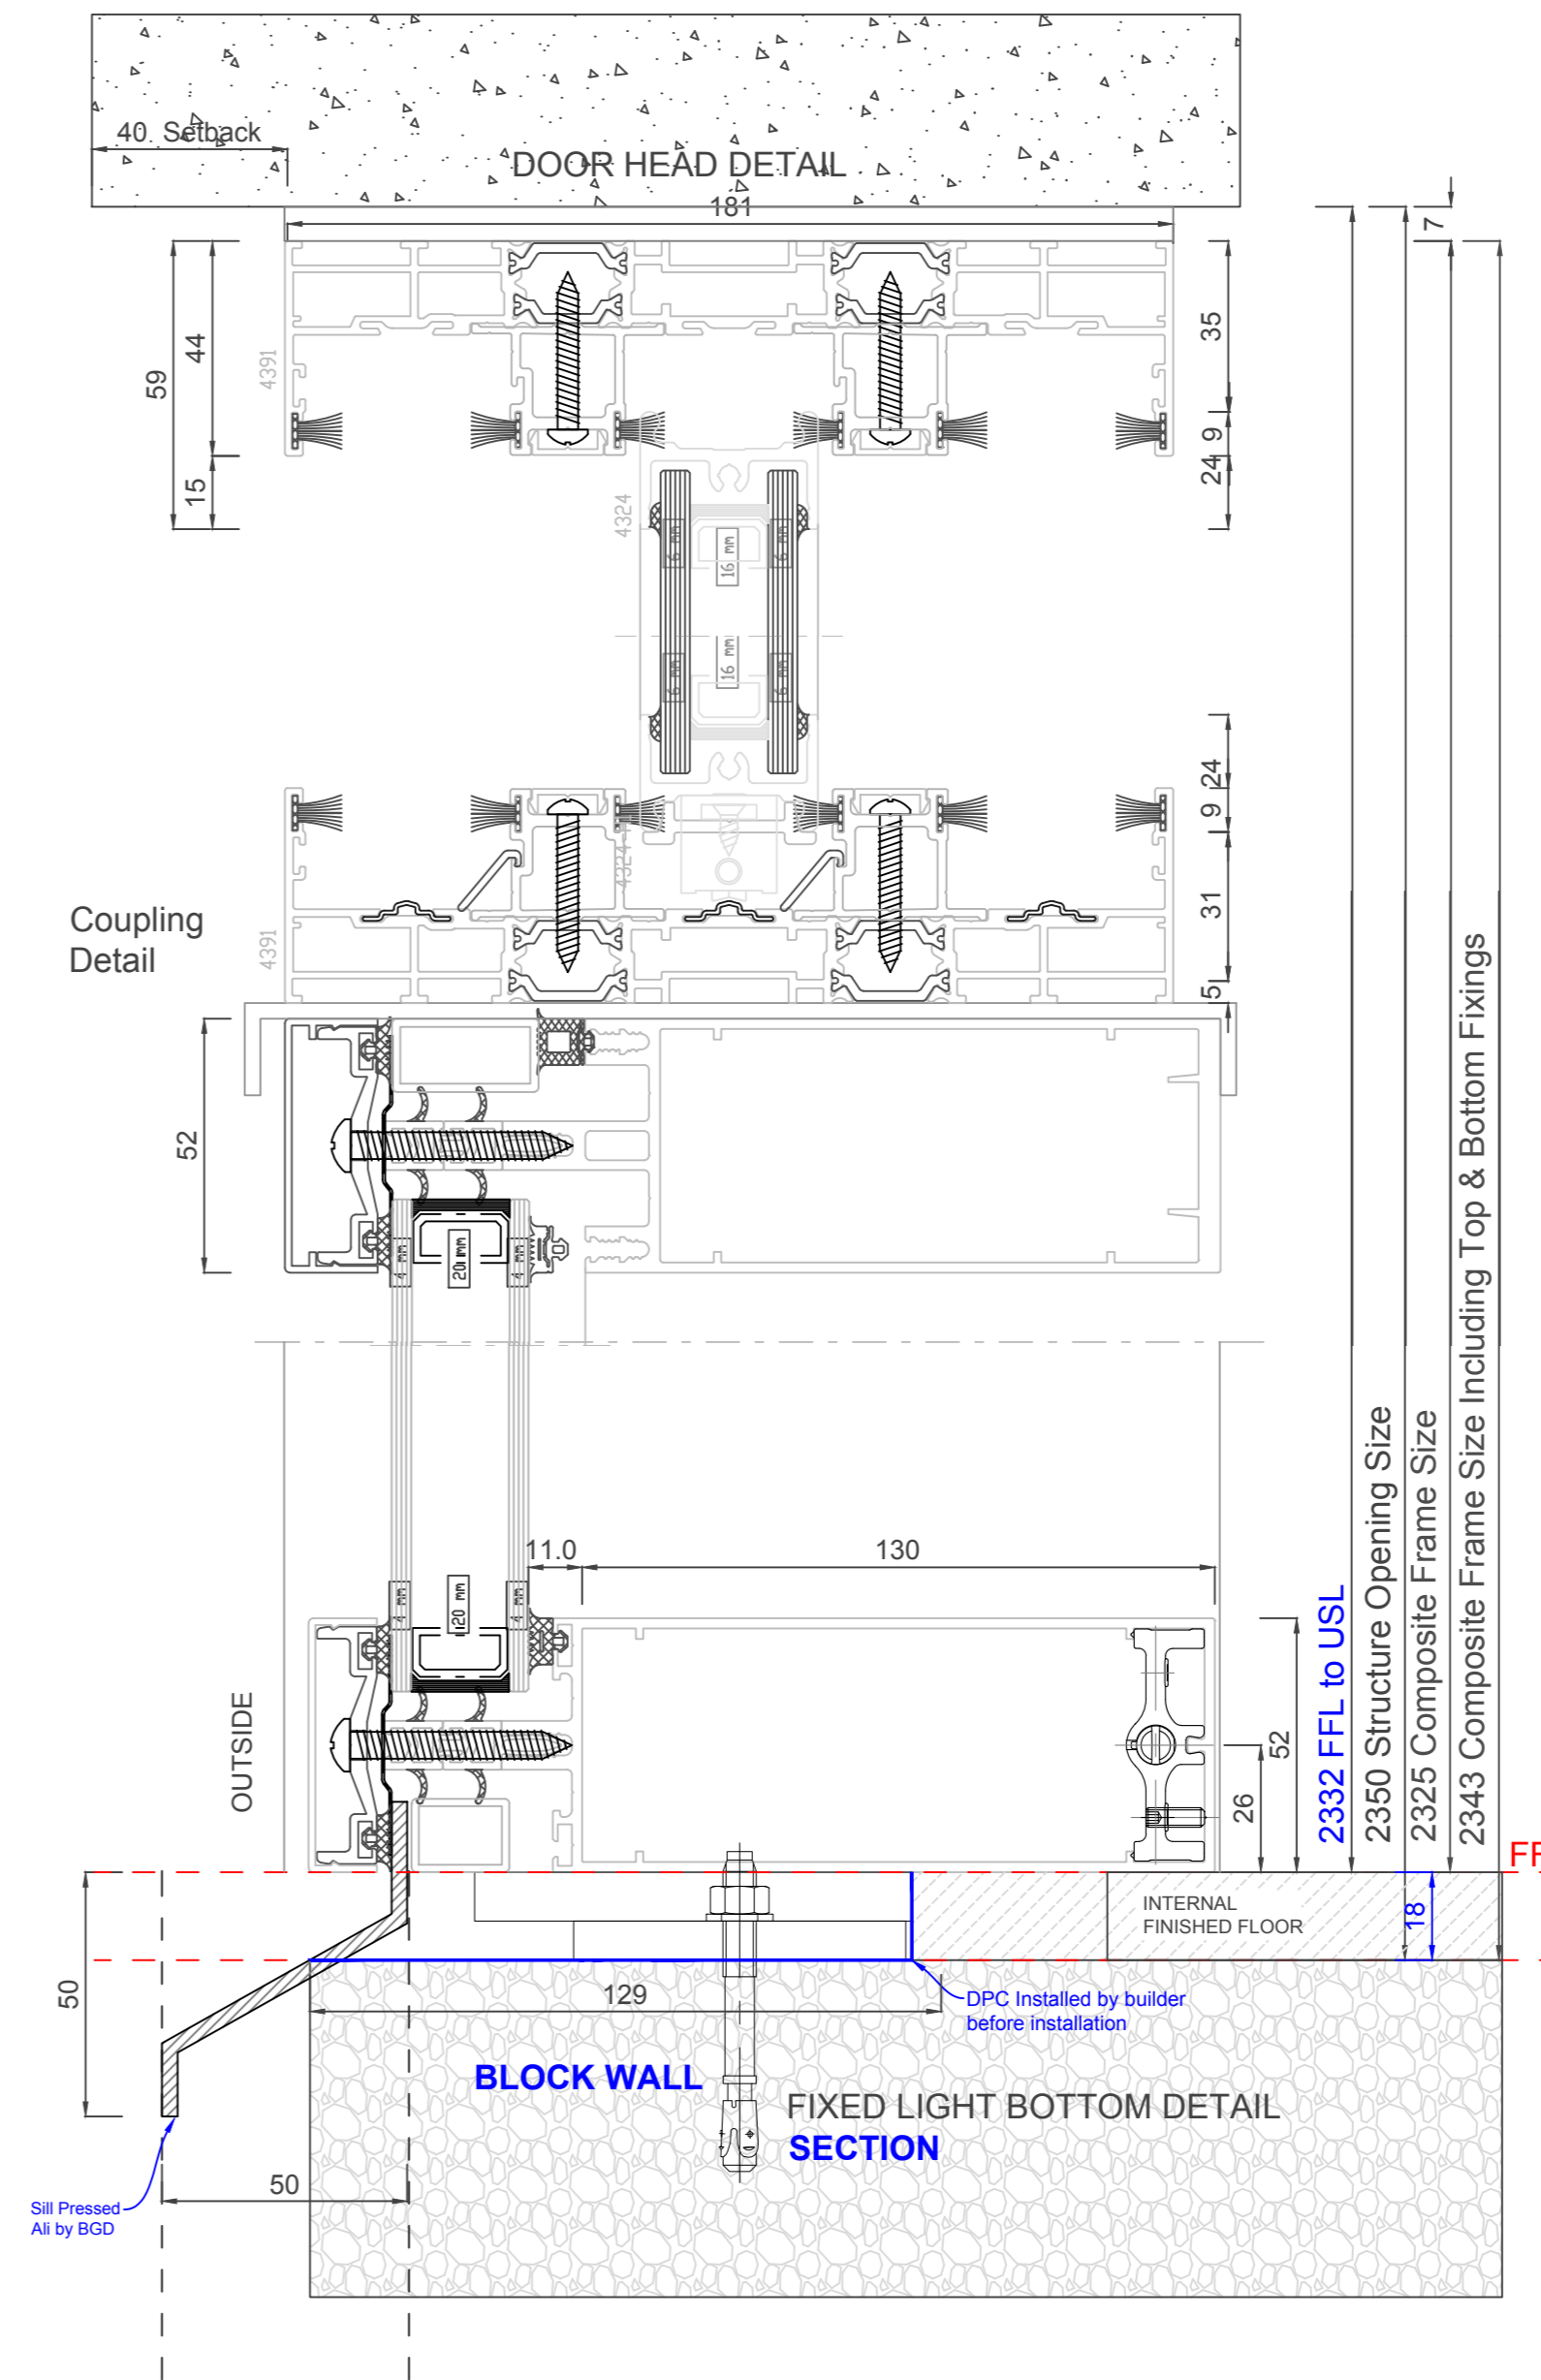 40. Setback
DOOR HEAD DETAIL
181
7
59
44
15
4391
35
9
24
4324
6 mm
16 mm
6 mm
6 mm
16 mm
6 mm
24
9
31
5
Coupling
Detail
4391
52
4 mm
20 mm
4 mm
11.0
130
4 mm
20 mm
4 mm
OUTSIDE
52
26
2332 FFL to USL
2350 Structure Opening Size
2325 Composite Frame Size
2343 Composite Frame Size Including Top & Bottom Fixings
INTERNAL
FINISHED FLOOR
18
50
129
DPC Installed by builder
before installation
BLOCK WALL
FIXED LIGHT BOTTOM DETAIL
SECTION
50
Sill Pressed
Ali by BGD